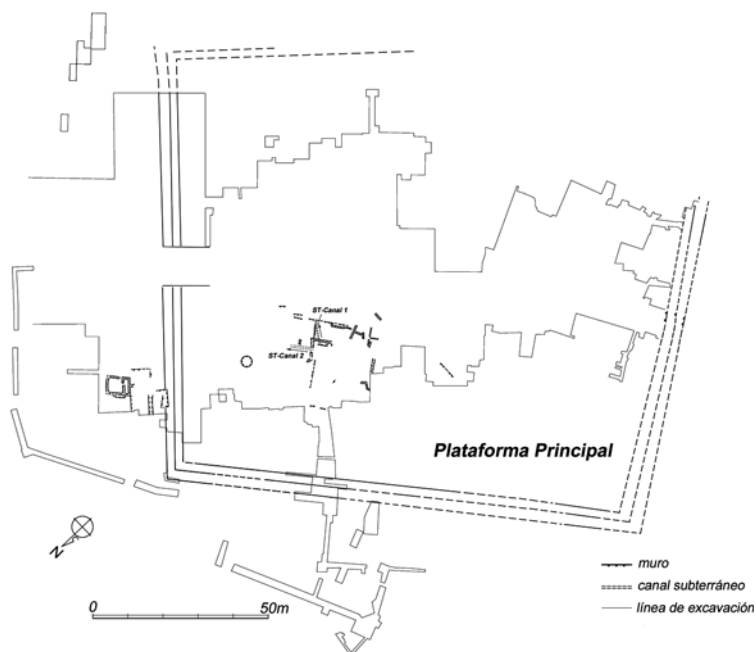 ST-Canal 1
ST-Canal 2
Plataforma Principal
N
0 50m
muro
canal subterráneo
línea de excavación